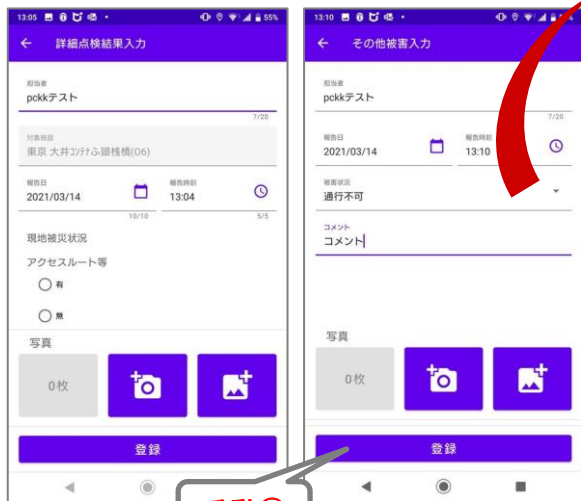 13:05
55%
詳細点検結果入力
担当者
pckkテスト
7/20
対象施設
東京 大井コンテナふ頭桟橋(O6)
報告日
報告時刻
2021/03/14
13:04
10/10
5/5
現地被災状況
アクセスルート等
有
無
写真
0枚
登録
13:10
その他被害入力
担当者
pckkテスト
7/20
報告日
報告時刻
2021/03/14
13:10
被害状況
通行不可
コメント
コメント
写真
0枚
登録